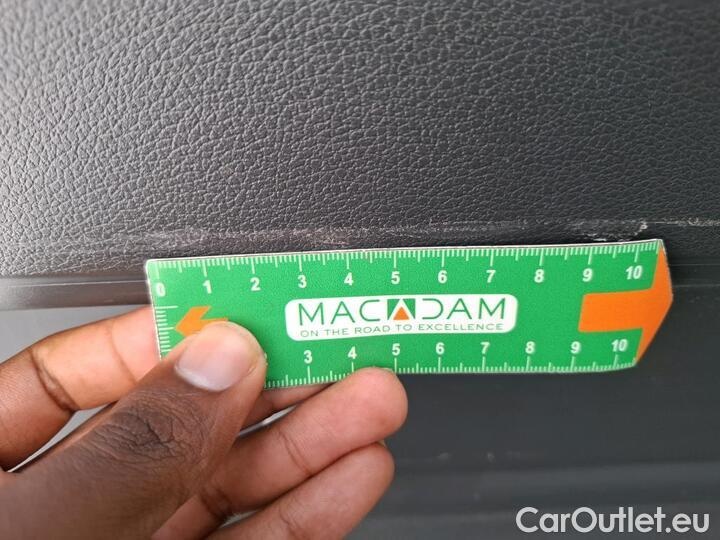 0 1 2 3 4 5 6 7 8 9 10
MACADAM
ON THE ROAD TO EXCELLENCE
3 4 5 6 7 8 9 10
CarOutlet.eu